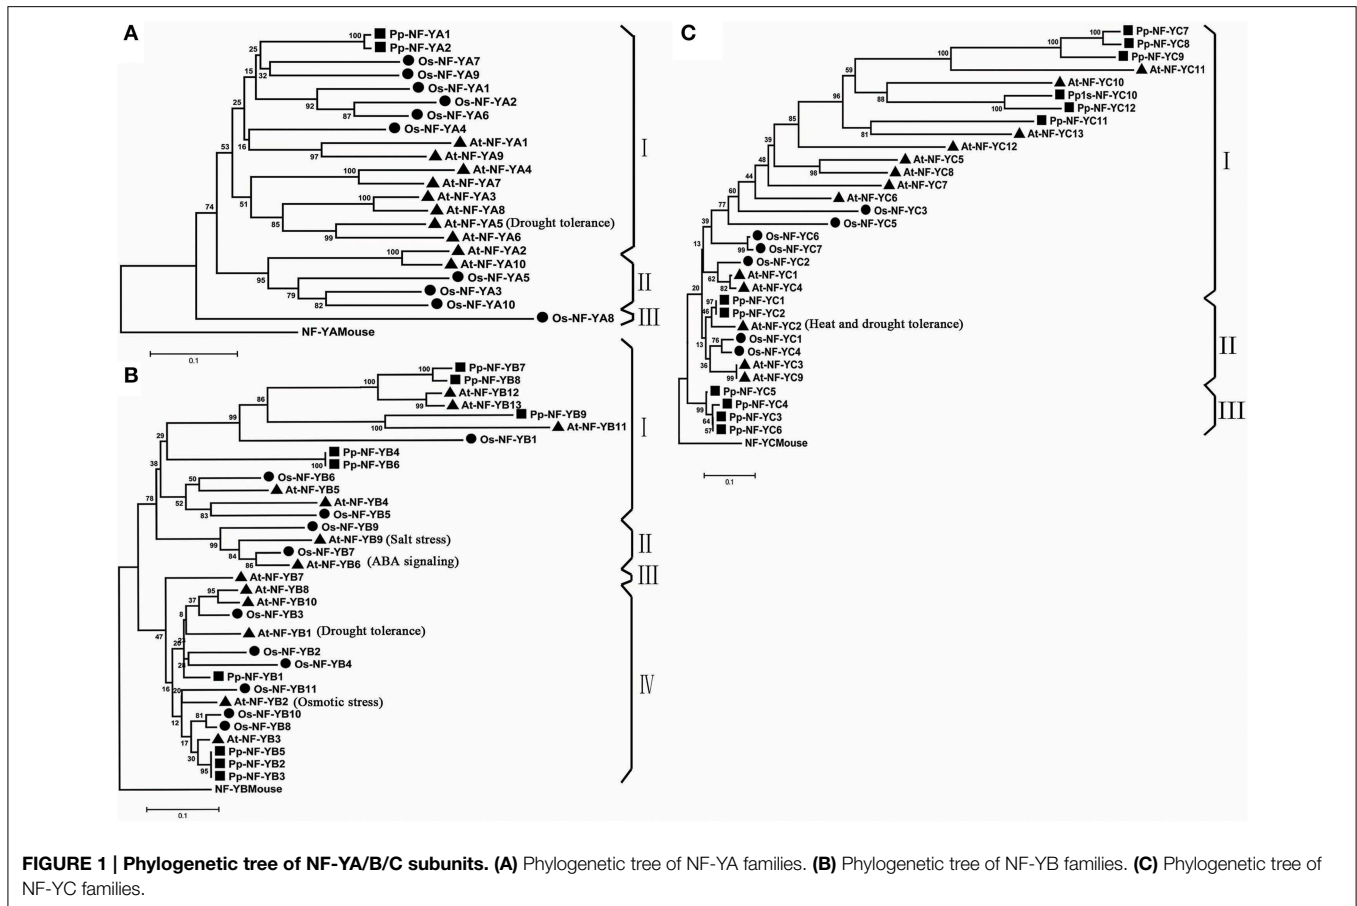 A
Pp-NF-YA1
Pp-NF-YA2
Os-NF-YA7
Os-NF-YA9
Os-NF-YA1
Os-NF-YA2
Os-NF-YA6
Os-NF-YA4
At-NF-YA1
At-NF-YA9
At-NF-YA4
At-NF-YA7
At-NF-YA3
At-NF-YA8
At-NF-YA5 (Drought tolerance)
At-NF-YA6
At-NF-YA2
At-NF-YA10
Os-NF-YA5
Os-NF-YA3
Os-NF-YA10
Os-NF-YA8
NF-YAMouse
100
25
32
15
92
87
25
16
97
53
100
51
100
85
99
74
100
95
79
82
I
II
III
0.1
B
Pp-NF-YB7
Pp-NF-YB8
At-NF-YB12
At-NF-YB13
Pp-NF-YB9
At-NF-YB11
Os-NF-YB1
Pp-NF-YB4
Pp-NF-YB6
Os-NF-YB6
At-NF-YB5
At-NF-YB4
Os-NF-YB5
Os-NF-YB9
At-NF-YB9 (Salt stress)
Os-NF-YB7
At-NF-YB6 (ABA signaling)
At-NF-YB7
At-NF-YB8
At-NF-YB10
Os-NF-YB3
At-NF-YB1 (Drought tolerance)
Os-NF-YB2
Os-NF-YB4
Pp-NF-YB1
Os-NF-YB11
At-NF-YB2 (Osmotic stress)
Os-NF-YB10
Os-NF-YB8
At-NF-YB3
Pp-NF-YB5
Pp-NF-YB2
Pp-NF-YB3
NF-YBMouse
100
100
99
86
100
99
29
100
38
50
52
83
78
99
84
86
95
37
8
47
28
16
20
12
81
17
30
95
I
II
III
IV
0.1
C
Pp-NF-YC7
Pp-NF-YC8
Pp-NF-YC9
At-NF-YC11
At-NF-YC10
Pp1s-NF-YC10
Pp-NF-YC12
Pp-NF-YC11
At-NF-YC13
At-NF-YC12
At-NF-YC5
At-NF-YC8
At-NF-YC7
At-NF-YC6
Os-NF-YC3
Os-NF-YC5
Os-NF-YC6
Os-NF-YC7
Os-NF-YC2
At-NF-YC1
At-NF-YC4
Pp-NF-YC1
Pp-NF-YC2
At-NF-YC2 (Heat and drought tolerance)
Os-NF-YC1
Os-NF-YC4
At-NF-YC3
At-NF-YC9
Pp-NF-YC5
Pp-NF-YC4
Pp-NF-YC3
Pp-NF-YC6
NF-YCMouse
100
100
59
88
100
96
81
85
39
98
48
44
60
77
39
99
13
62
82
20
97
46
76
13
36
99
99
64
57
I
II
III
0.1
FIGURE 1 | Phylogenetic tree of NF-YA/B/C subunits. (A) Phylogenetic tree of NF-YA families. (B) Phylogenetic tree of NF-YB families. (C) Phylogenetic tree of
NF-YC families.